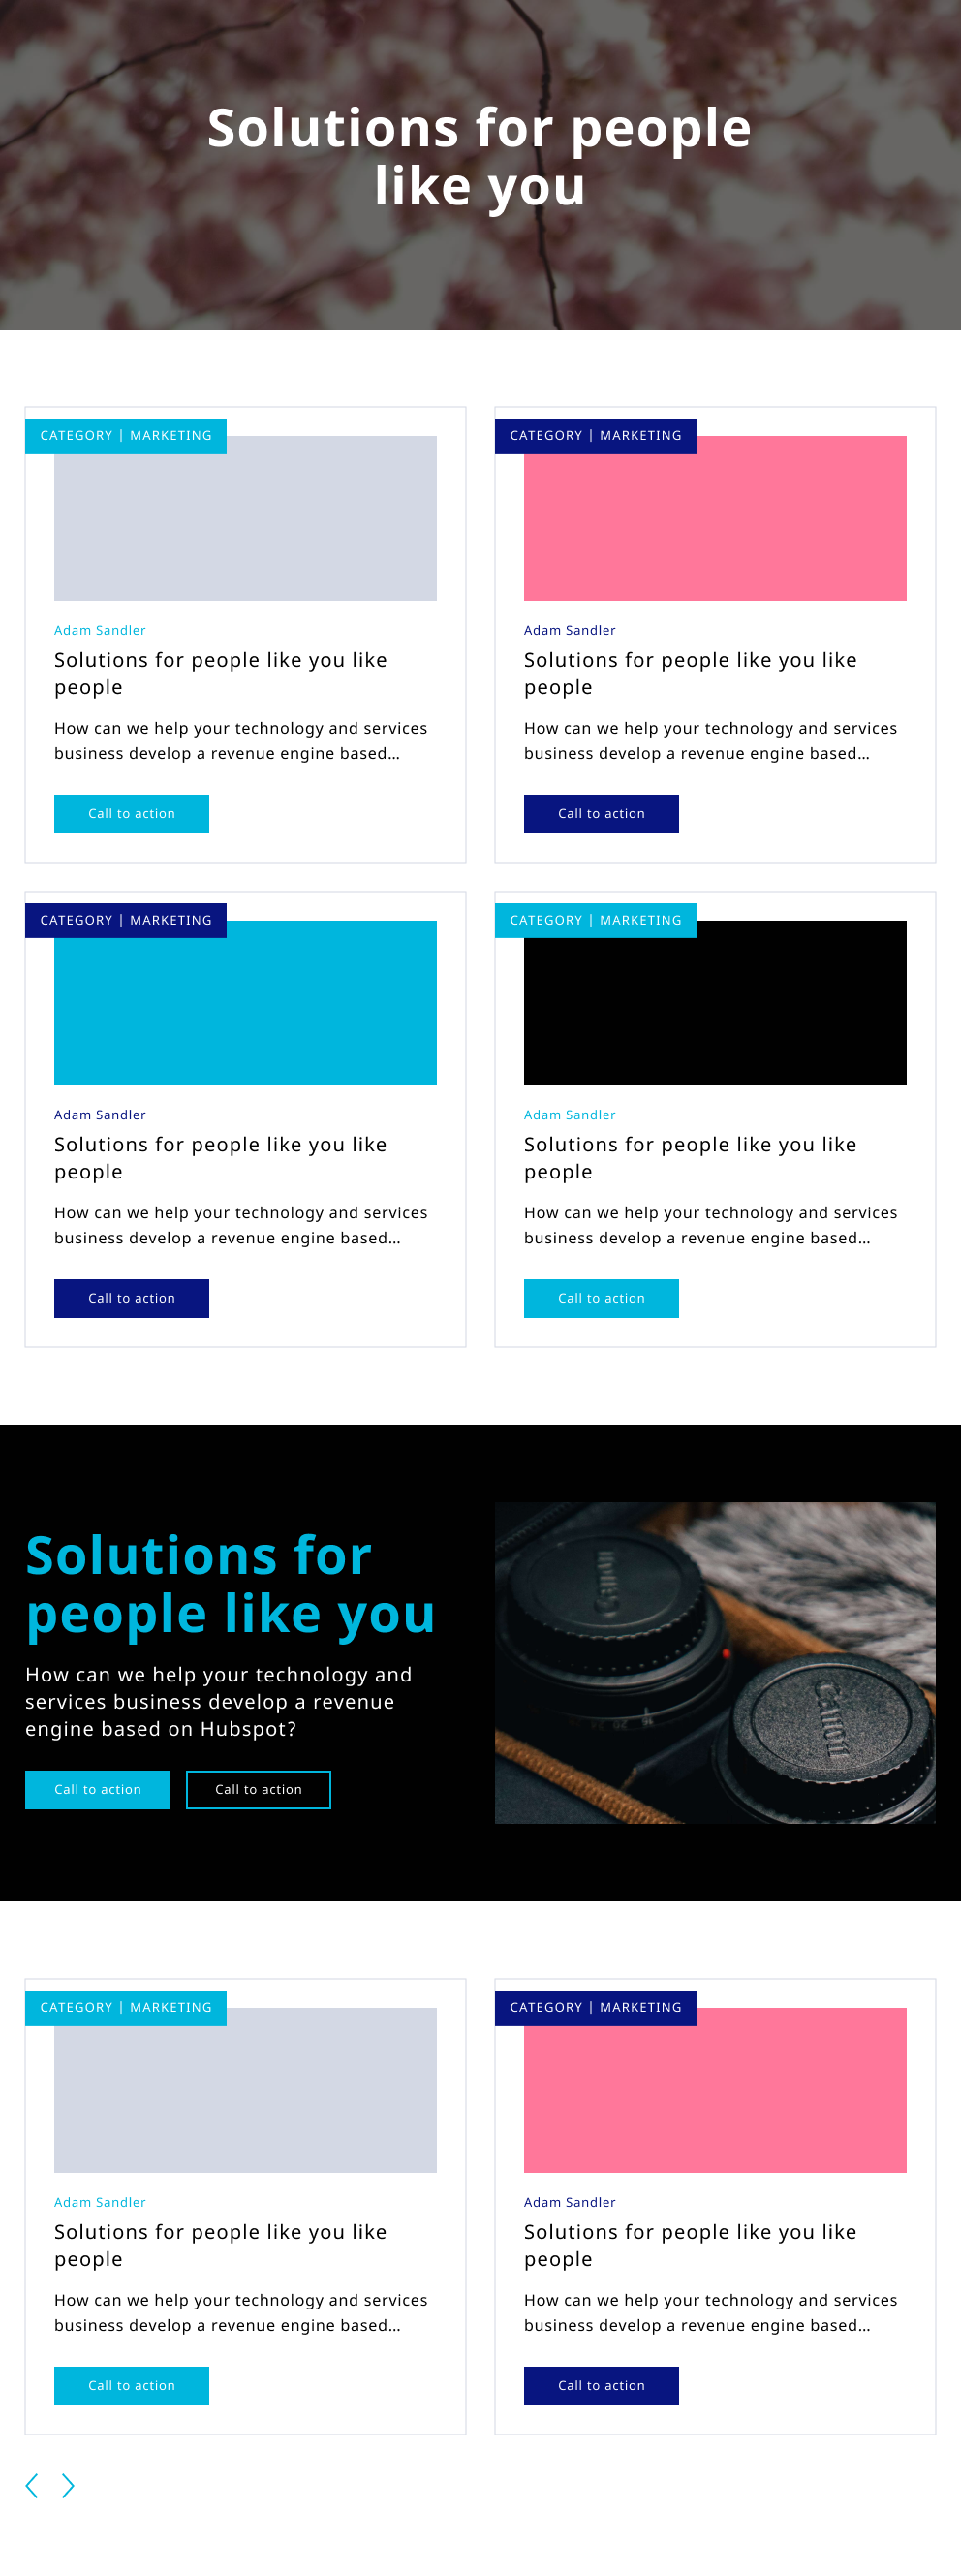 Solutions for people
like you
CATEGORY | MARKETING
Adam Sandler
Solutions for people like you like
people
How can we help your technology and services
business develop a revenue engine based...
Call to action
CATEGORY | MARKETING
Adam Sandler
Solutions for people like you like
people
How can we help your technology and services
business develop a revenue engine based...
Call to action
CATEGORY | MARKETING
Adam Sandler
Solutions for people like you like
people
How can we help your technology and services
business develop a revenue engine based...
Call to action
CATEGORY | MARKETING
Adam Sandler
Solutions for people like you like
people
How can we help your technology and services
business develop a revenue engine based...
Call to action
Solutions for
people like you
How can we help your technology and
services business develop a revenue
engine based on Hubspot?
Call to action
Call to action
Canon
16 20 24
Canon
CATEGORY | MARKETING
Adam Sandler
Solutions for people like you like
people
How can we help your technology and services
business develop a revenue engine based...
Call to action
CATEGORY | MARKETING
Adam Sandler
Solutions for people like you like
people
How can we help your technology and services
business develop a revenue engine based...
Call to action